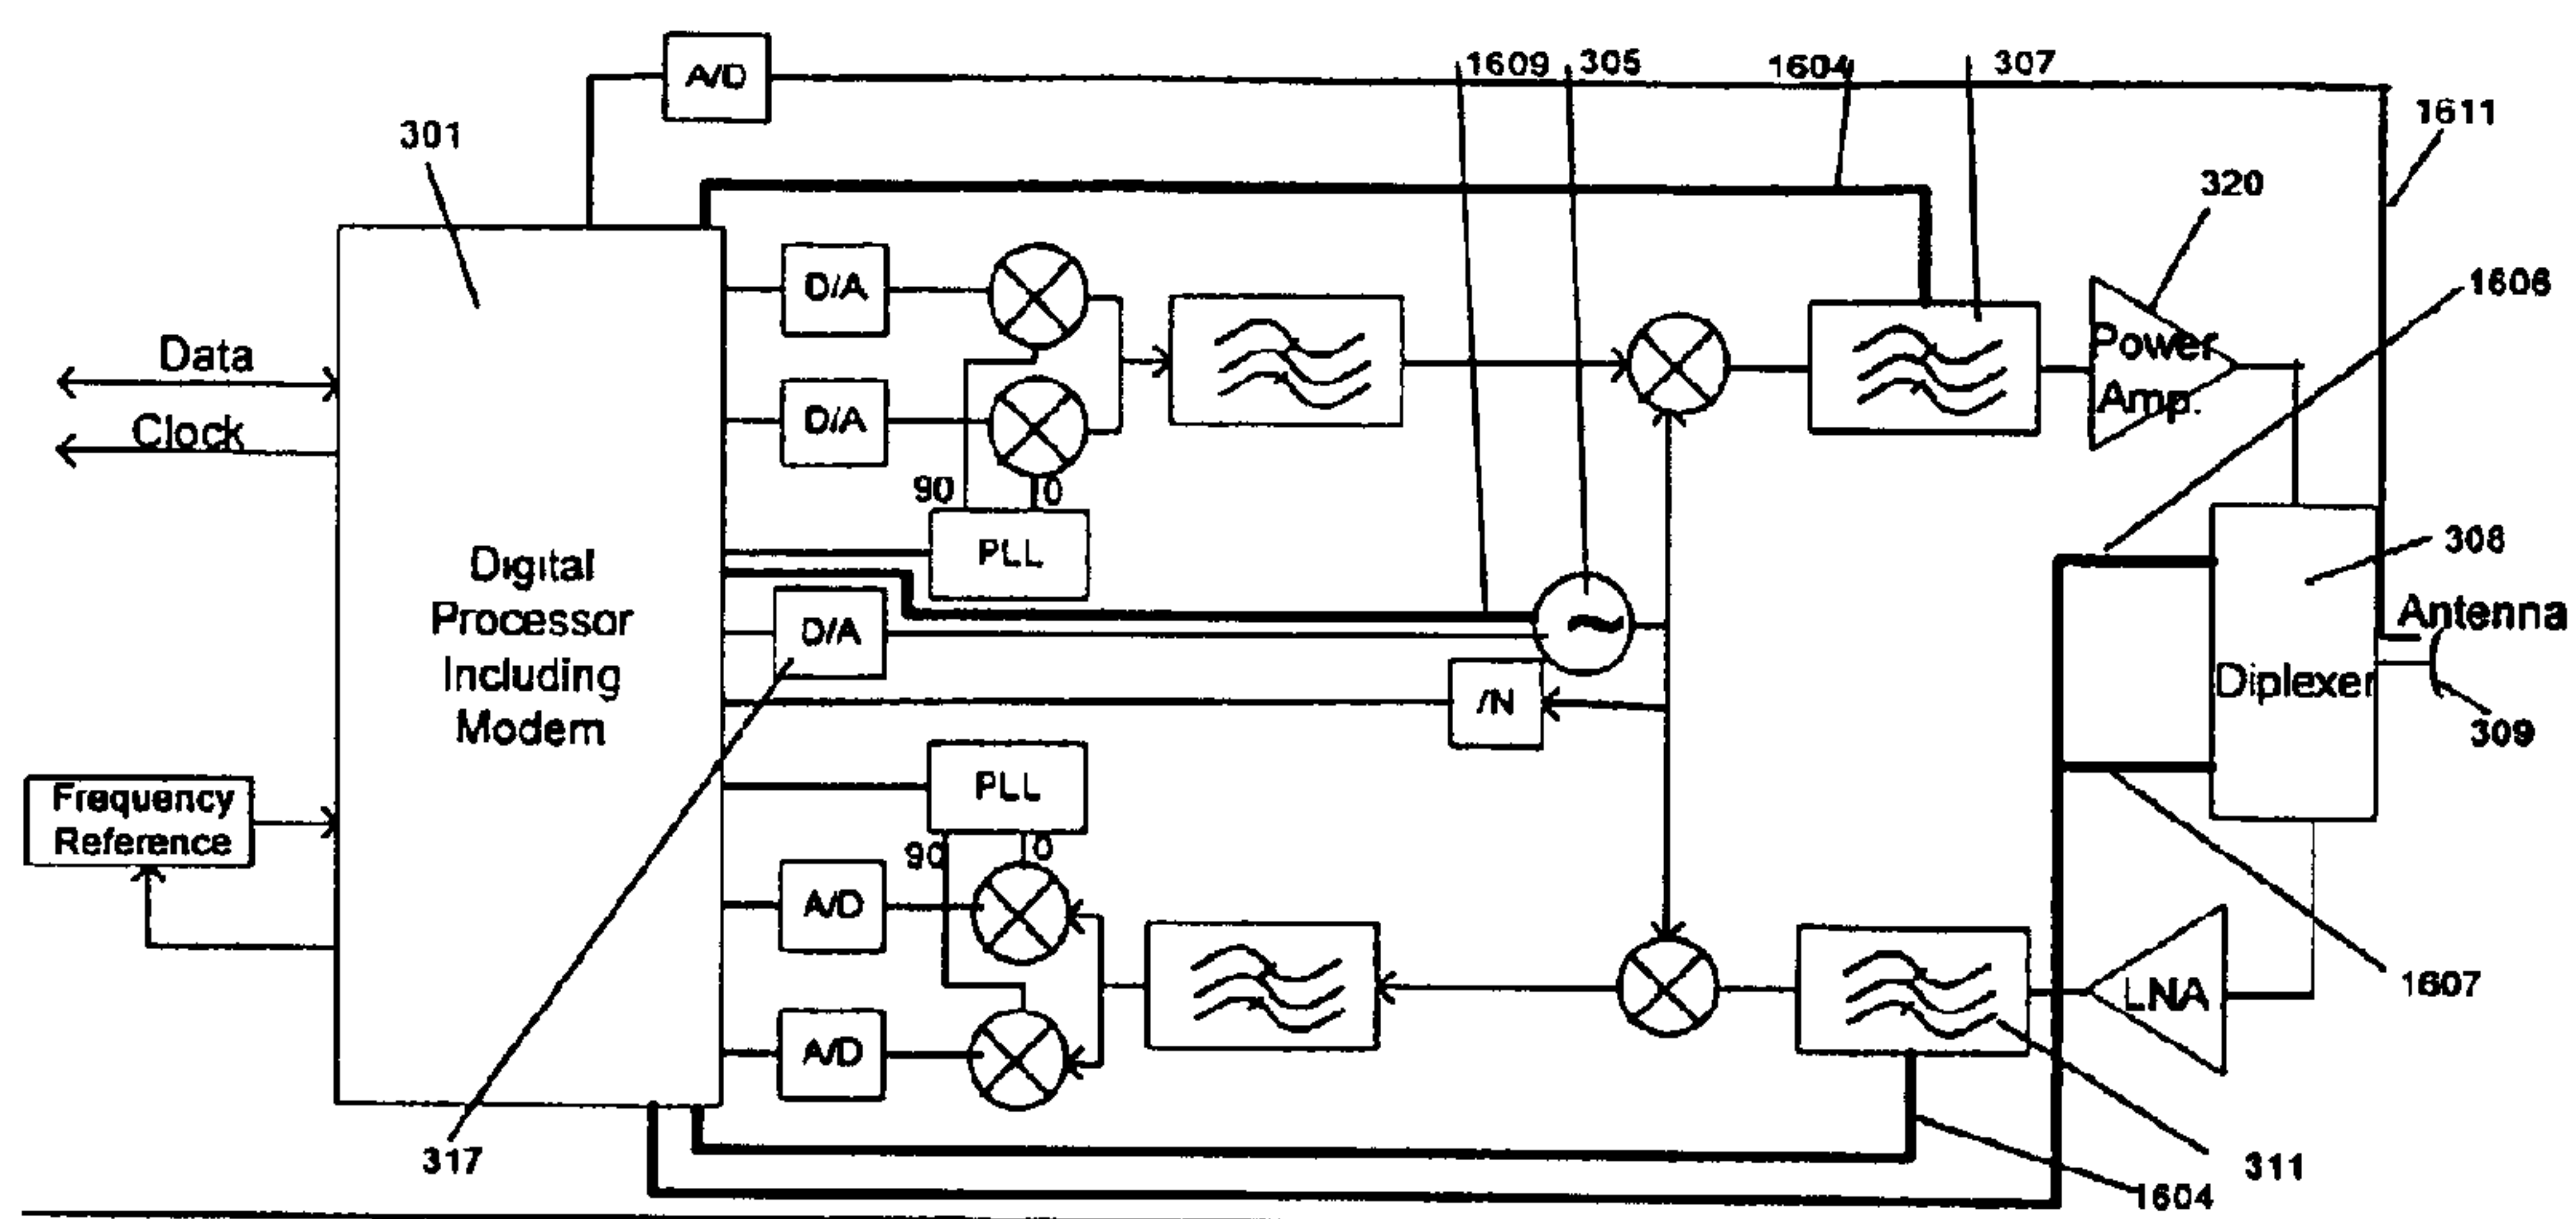 A/D
1609
305
1604
307
1611
301
320
D/A
1606
Data
Power
Amp.
D/A
Clock
90
0
PLL
308
Digital
Processor
Including
Modem
Antenna
D/A
Diplexer
/N
309
PLL
Frequency
Reference
90
0
A/D
LNA
1607
A/D
317
311
1604